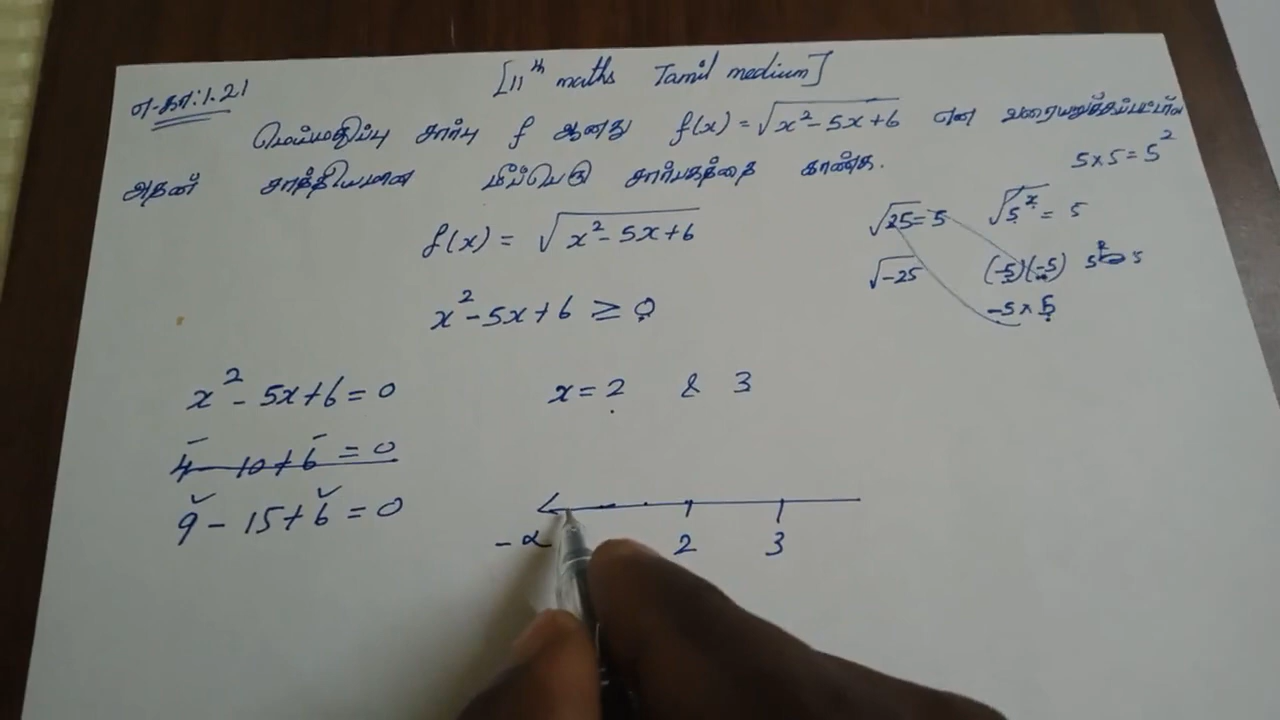 [11th maths Tamil medium]
எ.கா: 1.21
மெய்மதிப்பு சார்பு f ஆனது f(x) = √x² - 5x + 6 என வரையறுக்கப்பட்டால்
அதன் சாத்தியமான மீப்பெரு சார்பகத்தை காண்க.
5 x 5 = 5²
f(x) = √x² - 5x + 6
√25 = 5 √5² = 5
√-25 (-5)(-5)
-5 x 5
x² - 5x + 6 ≥ 0
x² - 5x + 6 = 0
x = 2 & 3
4 - 10 + 6 = 0
9 - 15 + 6 = 0
-α 2 3